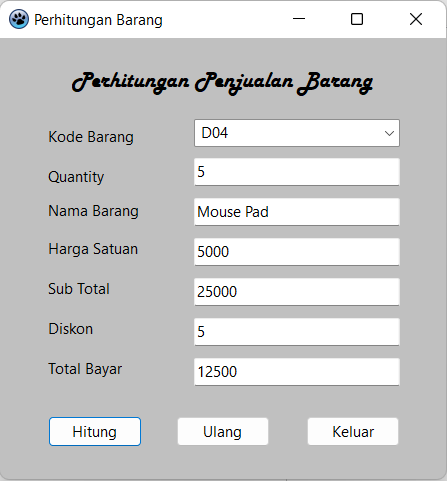 Perhitungan Barang
Perhitungan Penjualan Barang
Kode Barang D04
Quantity 5
Nama Barang Mouse Pad
Harga Satuan 5000
Sub Total 25000
Diskon 5
Total Bayar 12500
Hitung Ulang Keluar